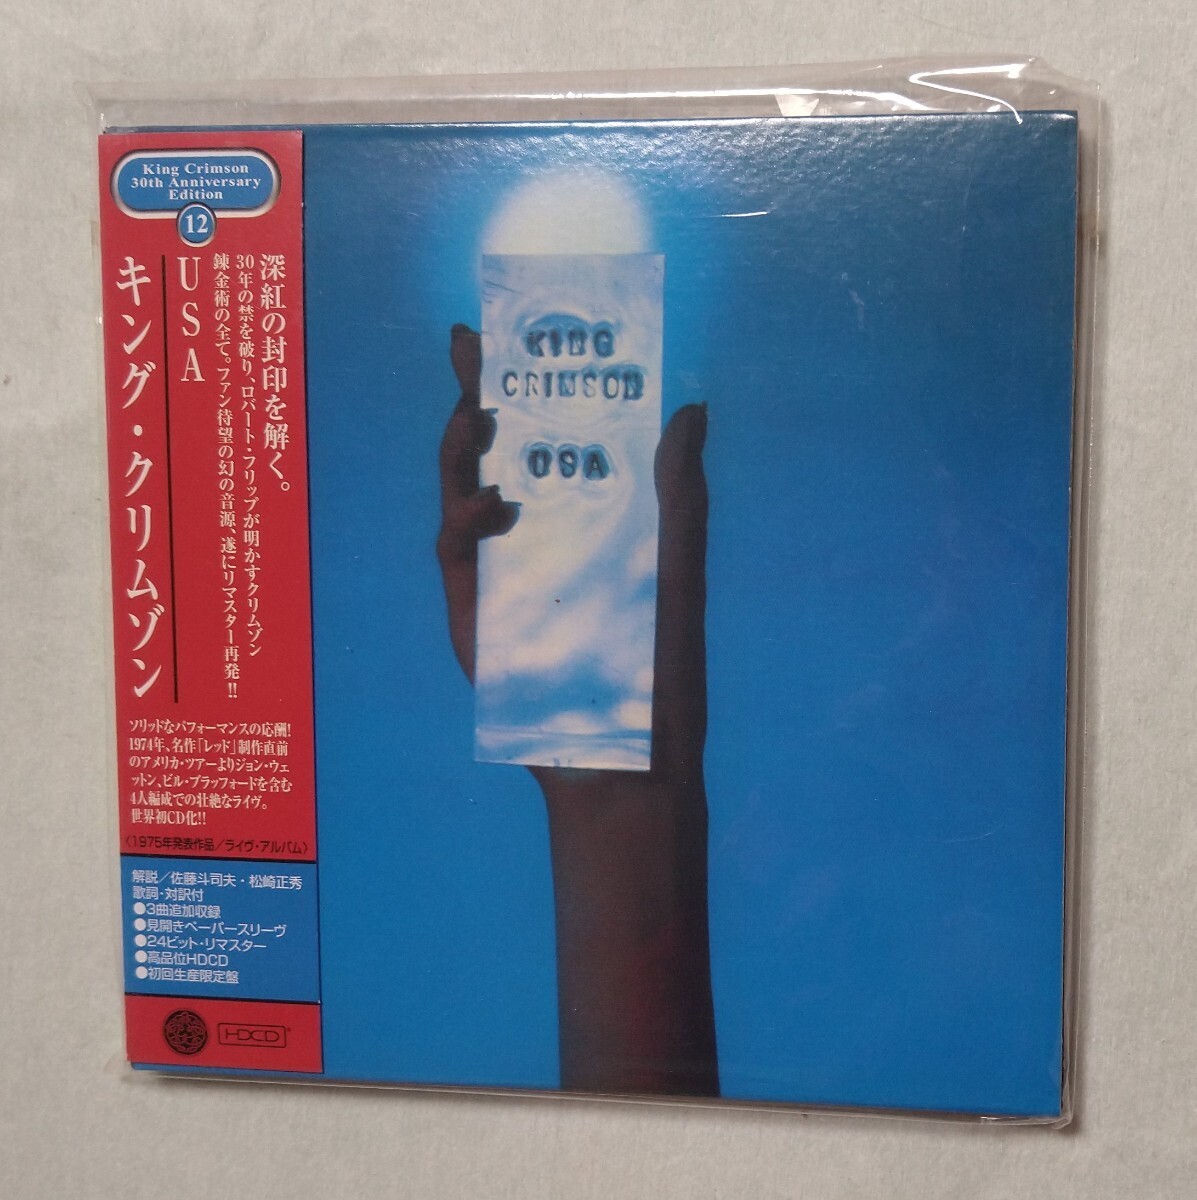 King Crimson
30th Anniversary
Edition
12
深紅の封印を解く。
30年の禁を破り、ロバート・フリップが明かすクリムゾン
錬金術の全て。ファン待望の幻の音源、遂にリマスター再発!!
USA
キング・クリムゾン
ソリッドなパフォーマンスの応酬!
1974年、名作「レッド」制作直前
のアメリカ・ツアーよりジョン・ウェ
ットン、ビル・ブラッフォードを含む
4人編成での壮絶なライヴ。
世界初CD化!!
〈1975年発表作品/ライヴ・アルバム〉
解説/佐藤斗司夫・松崎正秀
歌詞・対訳付
●3曲追加収録
●見開きペーパースリーヴ
●24ビット・リマスター
●高品位HDCD
●初回生産限定盤
HDCD®
KING
CRIMSON
USA